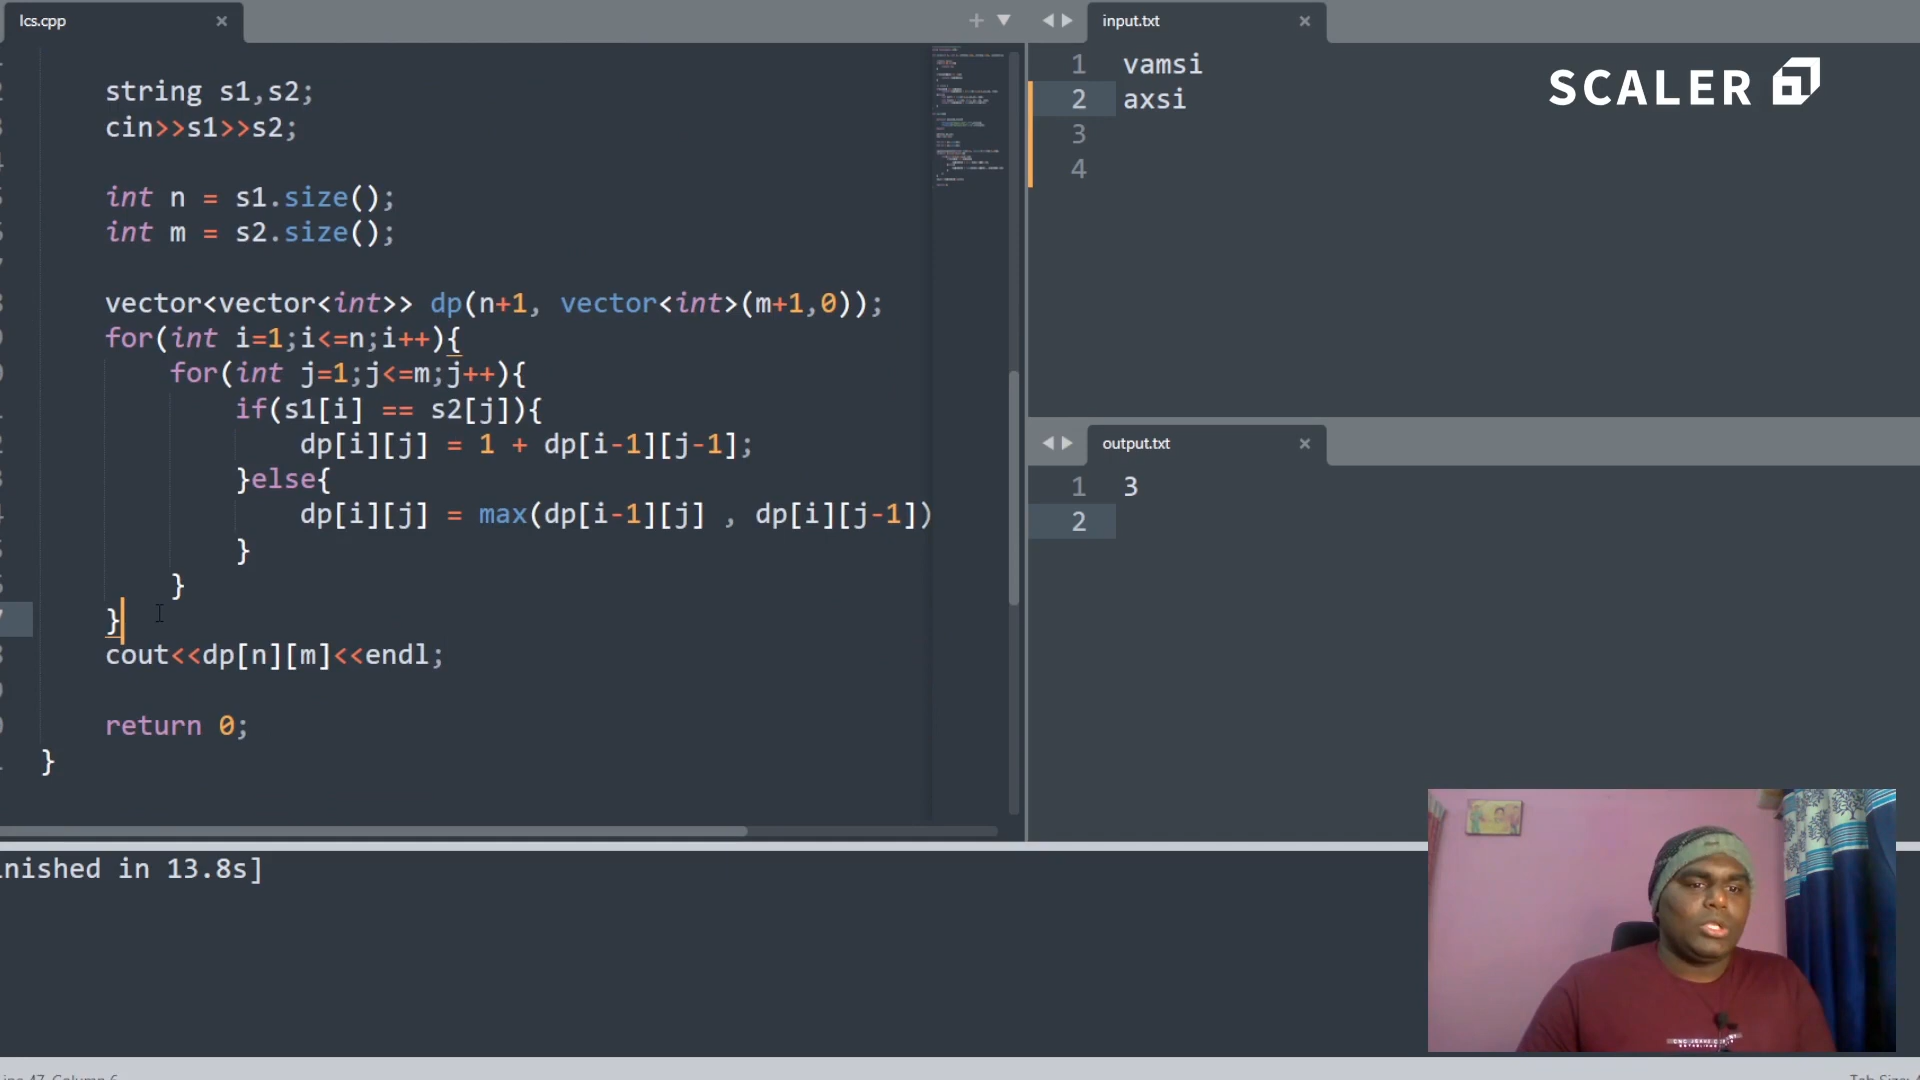 lcs.cpp
string s1,s2;
cin>>s1>>s2;
int n = s1.size();
int m = s2.size();
vector<vector<int>> dp(n+1, vector<int>(m+1,0));
for(int i=1;i<=n;i++){
for(int j=1;j<=m;j++){
if(s1[i] == s2[j]){
dp[i][j] = 1 + dp[i-1][j-1];
}else{
dp[i][j] = max(dp[i-1][j] , dp[i][j-1])
}
}
}
cout<<dp[n][m]<<endl;
return 0;
}
input.txt
1 vamsi
2 axsi
3
4
SCALER
output.txt
1 3
2
nished in 13.8s]